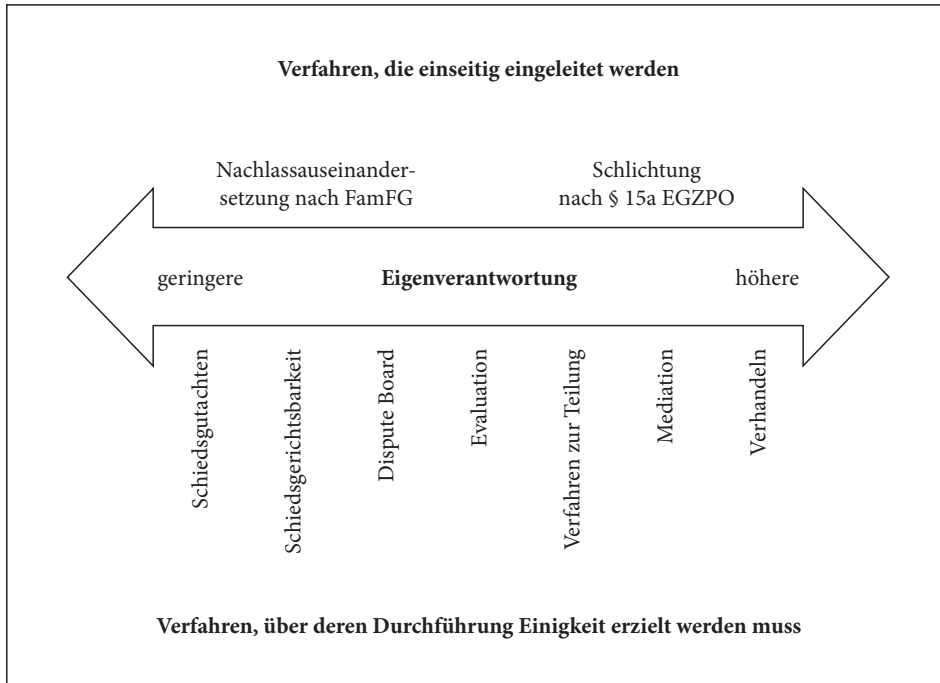 Verfahren, die einseitig eingeleitet werden
Nachlassauseinander-
setzung nach FamFG
Schlichtung
nach § 15a EGZPO
geringere
Eigenverantwortung
höhere
Schiedsgutachten
Schiedsgerichtsbarkeit
Dispute Board
Evaluation
Verfahren zur Teilung
Mediation
Verhandeln
Verfahren, über deren Durchführung Einigkeit erzielt werden muss